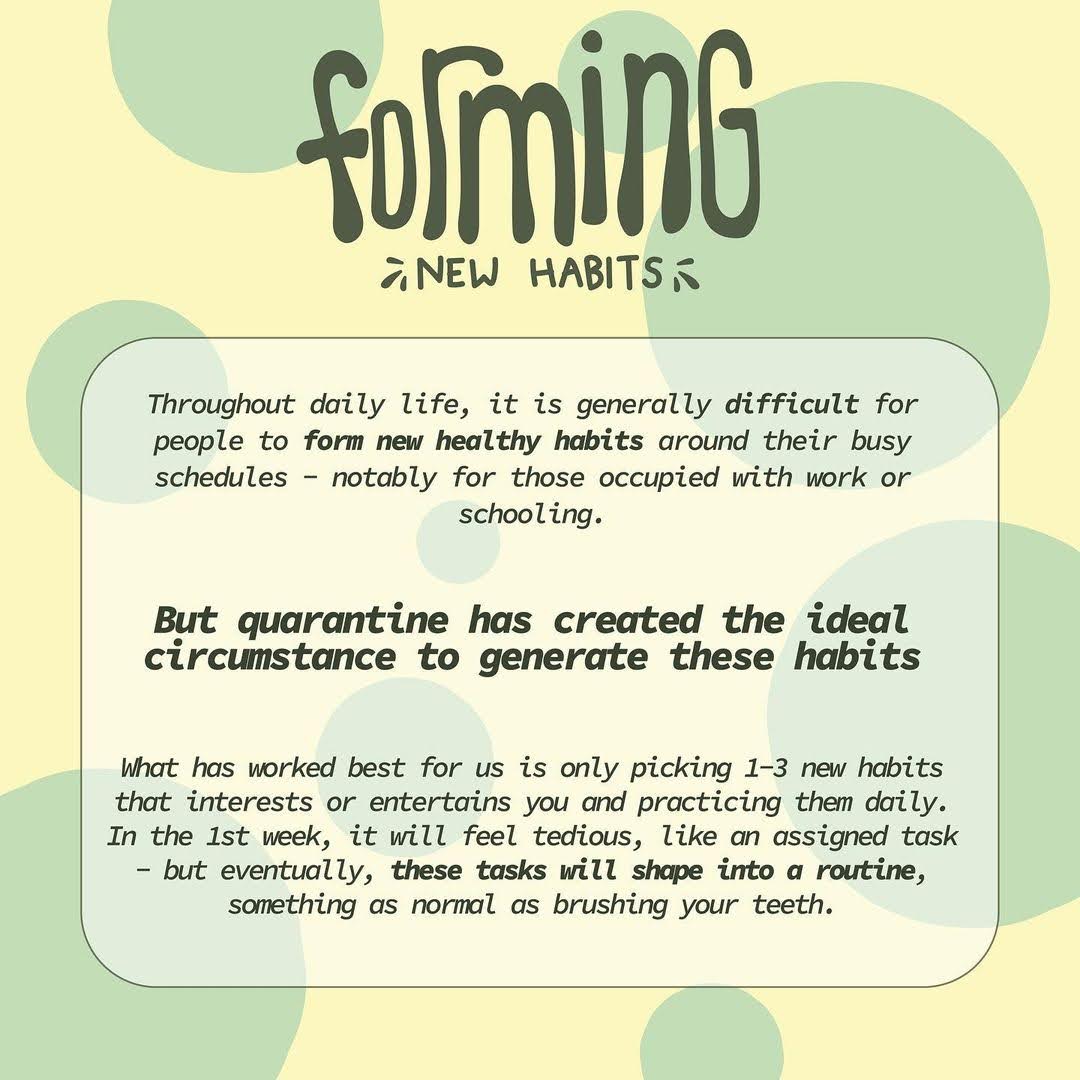 forminG
NEW HABITS
Throughout daily life, it is generally difficult for
people to form new healthy habits around their busy
schedules - notably for those occupied with work or
schooling.
But quarantine has created the ideal
circumstance to generate these habits
What has worked best for us is only picking 1-3 new habits
that interests or entertains you and practicing them daily.
In the 1st week, it will feel tedious, like an assigned task
- but eventually, these tasks will shape into a routine,
something as normal as brushing your teeth.